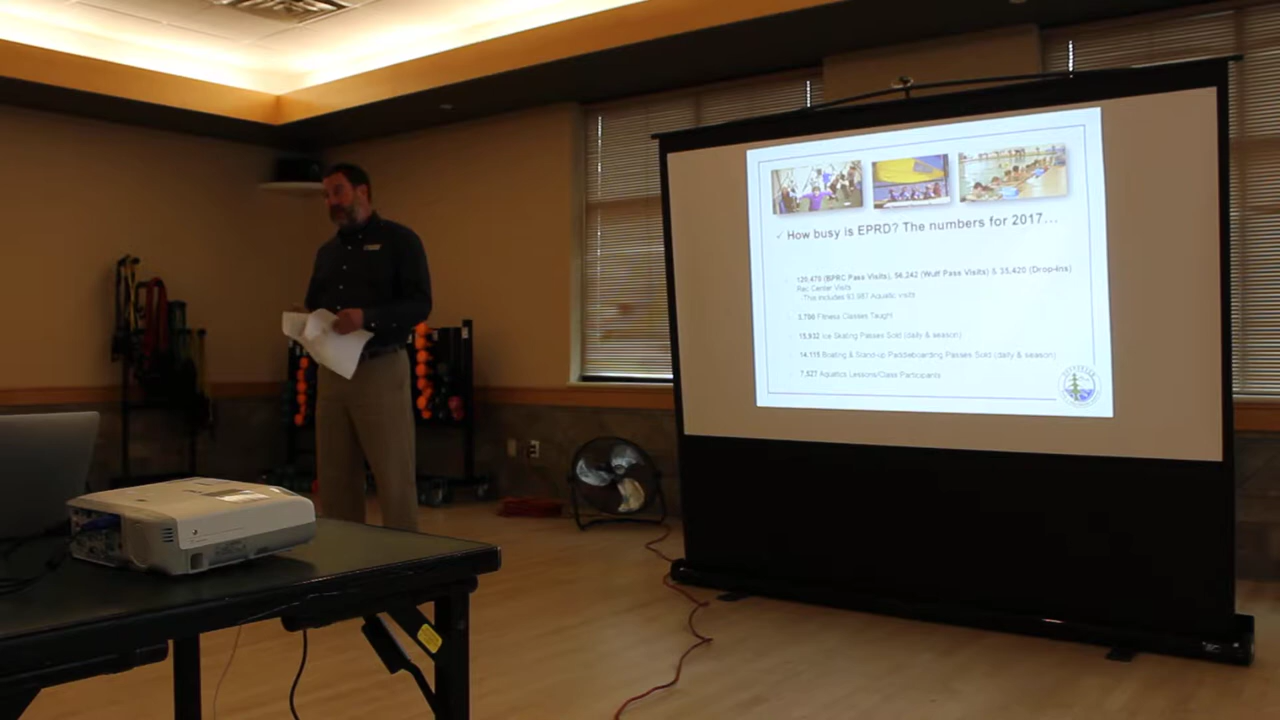 ✓ How busy is EPRD? The numbers for 2017…
120,470 (BPRC Pass Visits), 56,242 (Wulf Pass Visits) & 35,420 (Drop-Ins)
Rec Center Visits
-This includes 83,987 Aquatic visits
3,700 Fitness Classes Taught
15,932 Ice Skating Passes Sold (daily & season)
14,115 Boating & Stand-up Paddleboarding Passes Sold (daily & season)
7,527 Aquatics Lessons/Class Participants